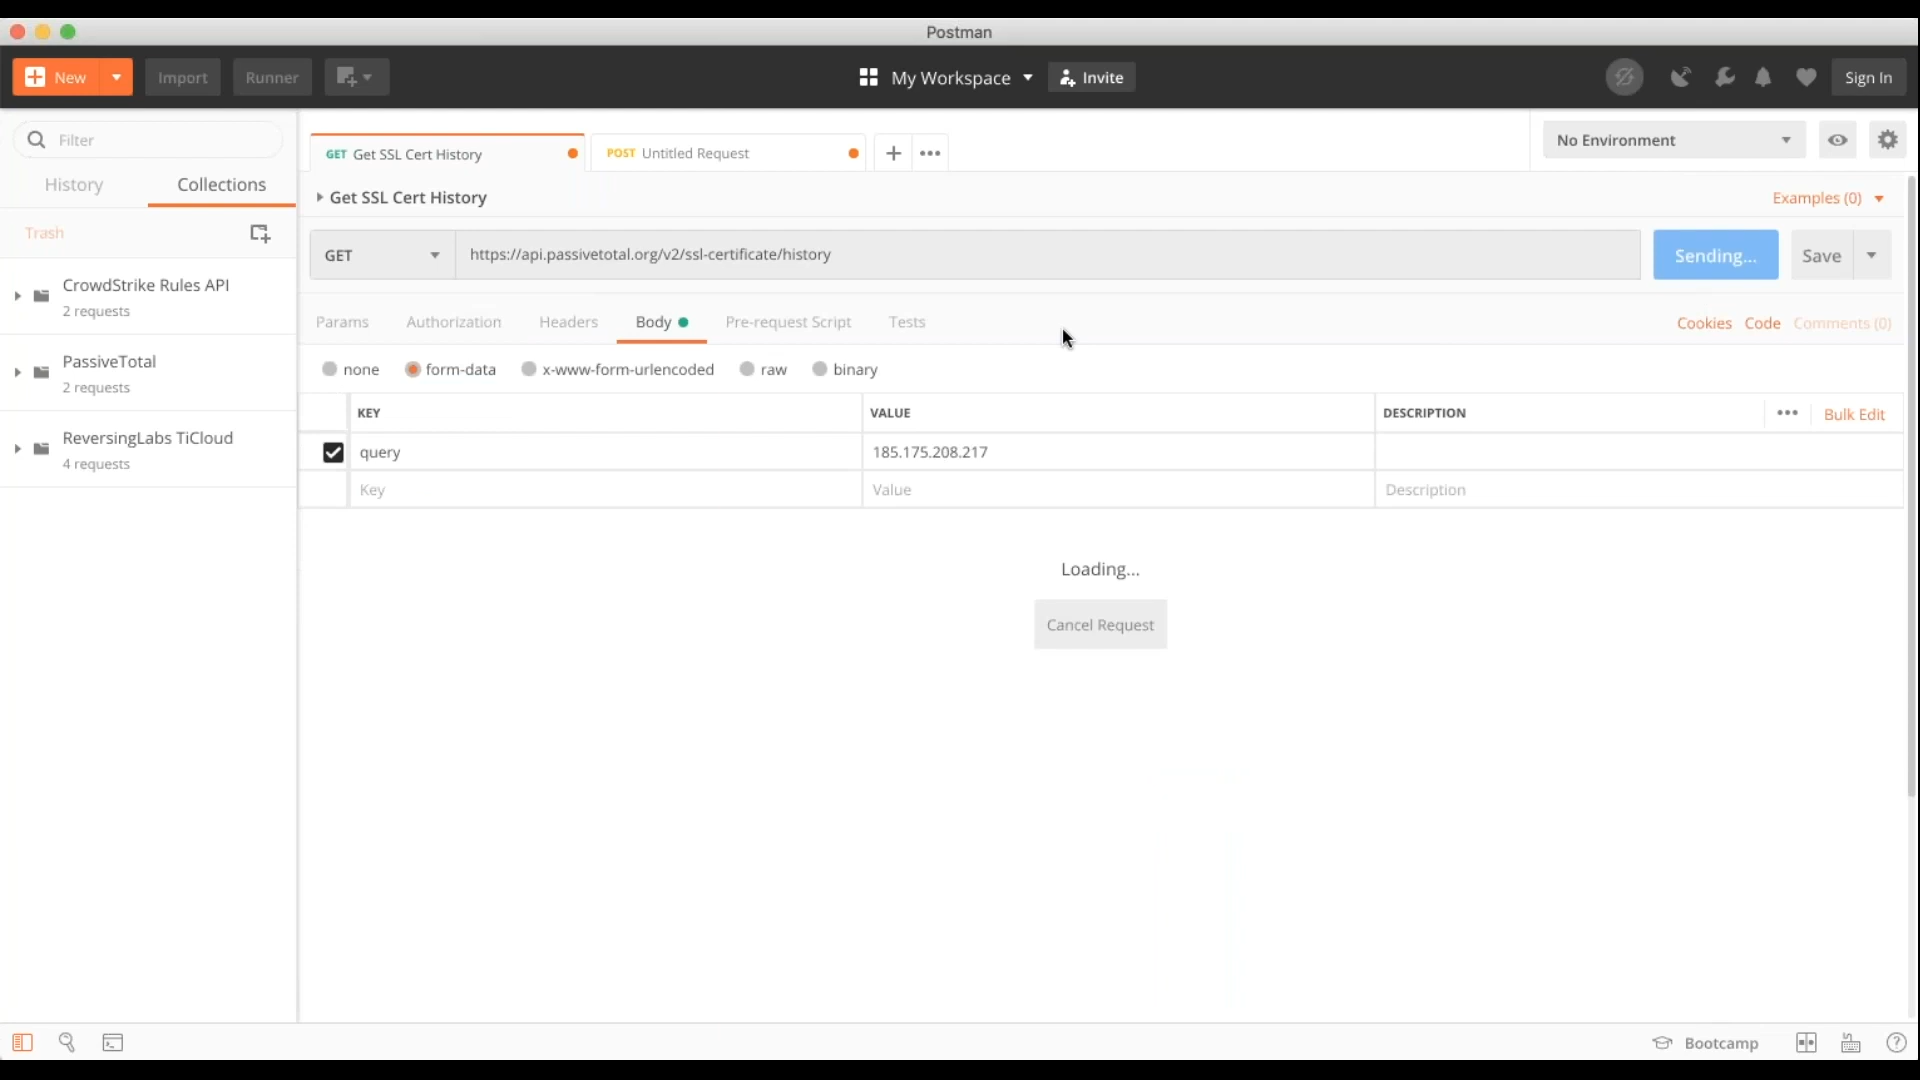 Postman
New
Import
Runner
My Workspace
Invite
Sign In
Filter
History
Collections
Trash
CrowdStrike Rules API
2 requests
PassiveTotal
2 requests
ReversingLabs TiCloud
4 requests
GET Get SSL Cert History
POST Untitled Request
No Environment
Get SSL Cert History
Examples (0)
GET
https://api.passivetotal.org/v2/ssl-certificate/history
Sending...
Save
Params
Authorization
Headers
Body
Pre-request Script
Tests
Cookies
Code
Comments (0)
none
form-data
x-www-form-urlencoded
raw
binary
KEY
VALUE
DESCRIPTION
Bulk Edit
query
185.175.208.217
Key
Value
Description
Loading...
Cancel Request
Bootcamp